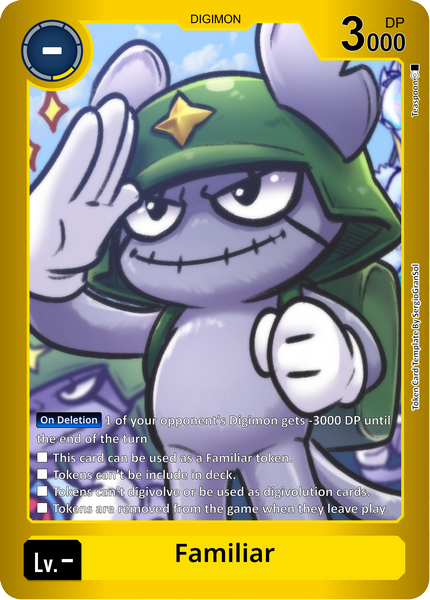 DIGIMON
-
3000
DP
Teaspoon
Token Card Template By SergioGranSol
On Deletion 1 of your opponent's Digimon gets -3000 DP until
the end of the turn
This card can be used as a Familiar token.
Tokens can't be include in deck.
Tokens can't digivolve or be used as digivolution cards.
Tokens are removed from the game when they leave play.
Lv.-
Familiar